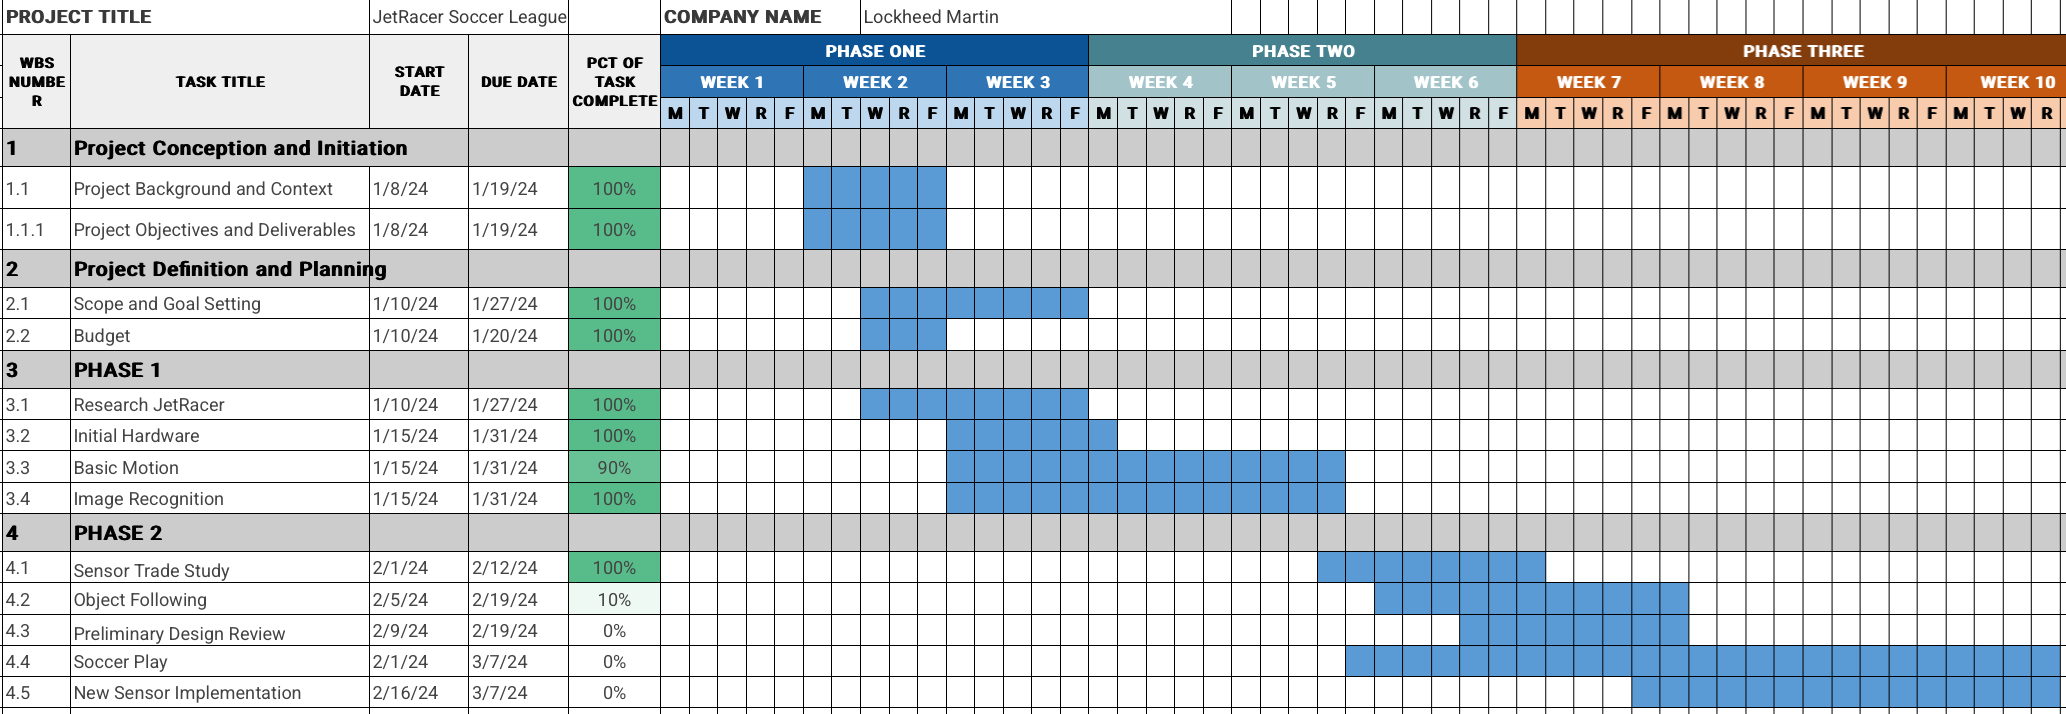 PROJECT TITLE JetRacer Soccer League COMPANY NAME Lockheed Martin
WBS NUMBE R TASK TITLE START DATE DUE DATE PCT OF TASK COMPLETE PHASE ONE PHASE TWO PHASE THREE
WEEK 1 WEEK 2 WEEK 3 WEEK 4 WEEK 5 WEEK 6 WEEK 7 WEEK 8 WEEK 9 WEEK 10
M T W R F M T W R F M T W R F M T W R F M T W R F M T W R F M T W R F M T W R F M T W R F M T W R
1 Project Conception and Initiation
1.1 Project Background and Context 1/8/24 1/19/24 100%
1.1.1 Project Objectives and Deliverables 1/8/24 1/19/24 100%
2 Project Definition and Planning
2.1 Scope and Goal Setting 1/10/24 1/27/24 100%
2.2 Budget 1/10/24 1/20/24 100%
3 PHASE 1
3.1 Research JetRacer 1/10/24 1/27/24 100%
3.2 Initial Hardware 1/15/24 1/31/24 100%
3.3 Basic Motion 1/15/24 1/31/24 90%
3.4 Image Recognition 1/15/24 1/31/24 100%
4 PHASE 2
4.1 Sensor Trade Study 2/1/24 2/12/24 100%
4.2 Object Following 2/5/24 2/19/24 10%
4.3 Preliminary Design Review 2/9/24 2/19/24 0%
4.4 Soccer Play 2/1/24 3/7/24 0%
4.5 New Sensor Implementation 2/16/24 3/7/24 0%